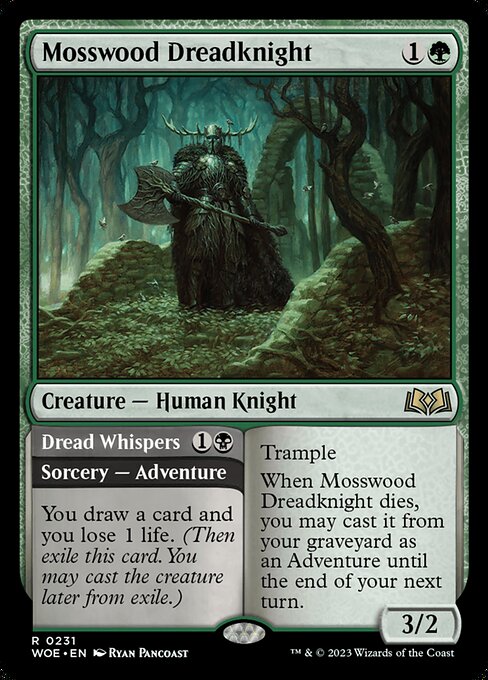 Mosswood Dreadknight 1
Creature — Human Knight
Dread Whispers 1
Sorcery — Adventure
You draw a card and
you lose 1 life. (Then
exile this card. You
may cast the creature
later from exile.)
Trample
When Mosswood
Dreadknight dies,
you may cast it from
your graveyard as
an Adventure until
the end of your next
turn.
3/2
R 0231
WOE • EN RYAN PANCOAST
™ & © 2023 Wizards of the Coast